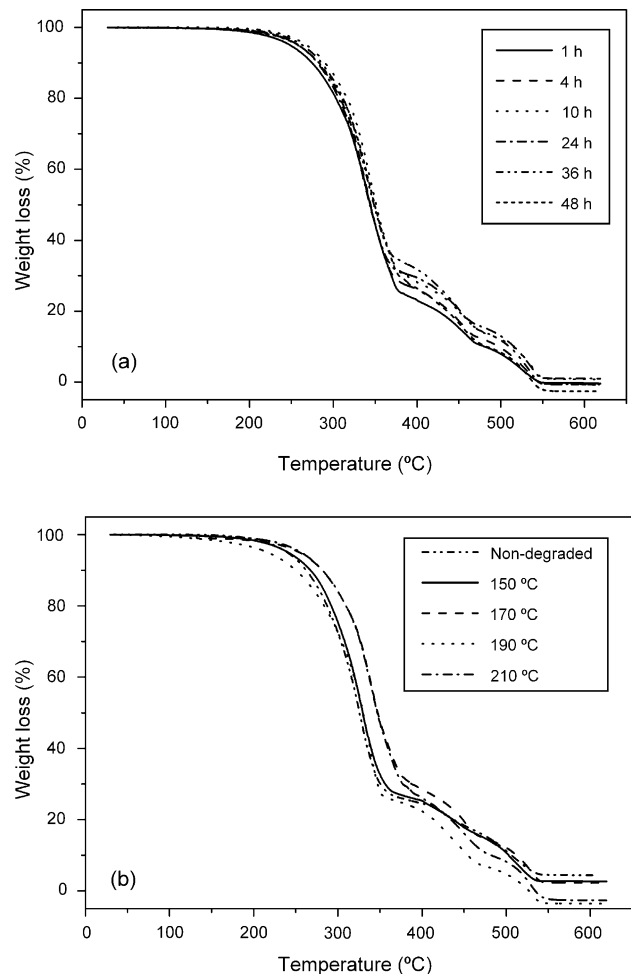 100
80
60
40
20
0
Weight loss (%)
1 h
4 h
10 h
24 h
36 h
48 h
(a)
0 100 200 300 400 500 600
Temperature (ºC)
100
80
60
40
20
0
Weight loss (%)
Non-degraded
150 ºC
170 ºC
190 ºC
210 ºC
(b)
0 100 200 300 400 500 600
Temperature (ºC)